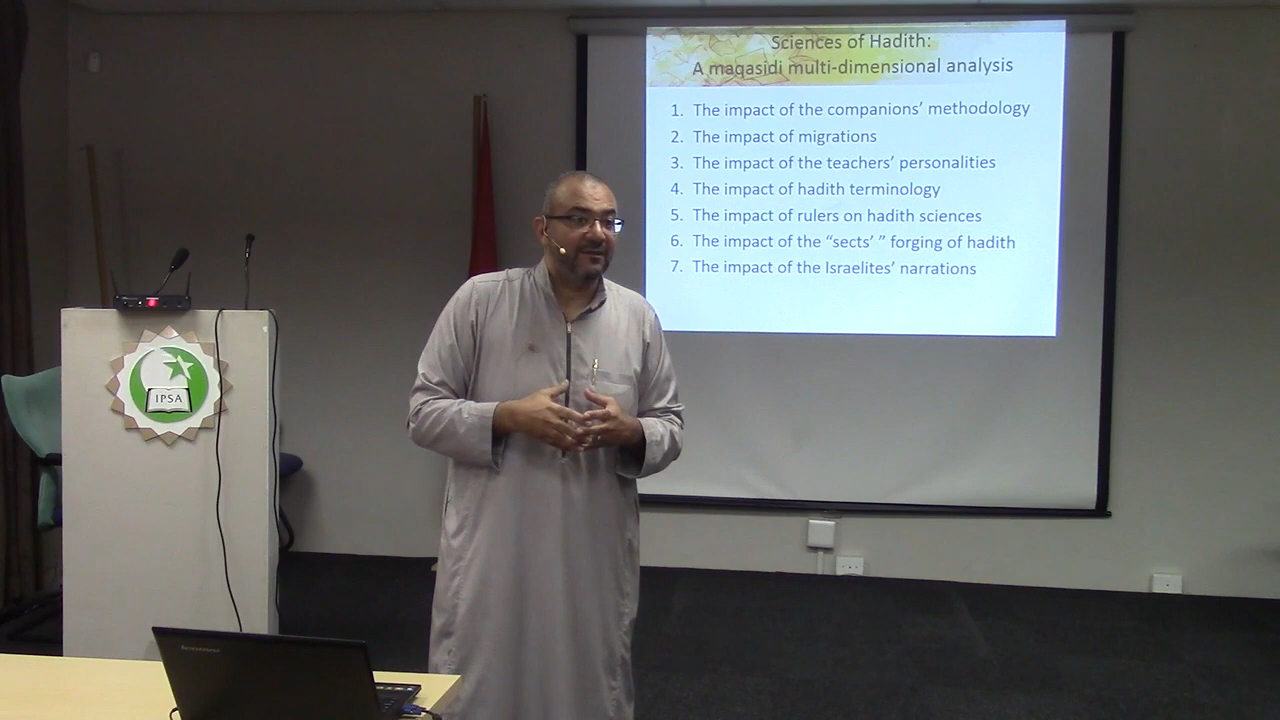 Sciences of Hadith:
A maqasidi multi-dimensional analysis
1. The impact of the companions’ methodology
2. The impact of migrations
3. The impact of the teachers’ personalities
4. The impact of hadith terminology
5. The impact of rulers on hadith sciences
6. The impact of the “sects’ ” forging of hadith
7. The impact of the Israelites’ narrations
IPSA